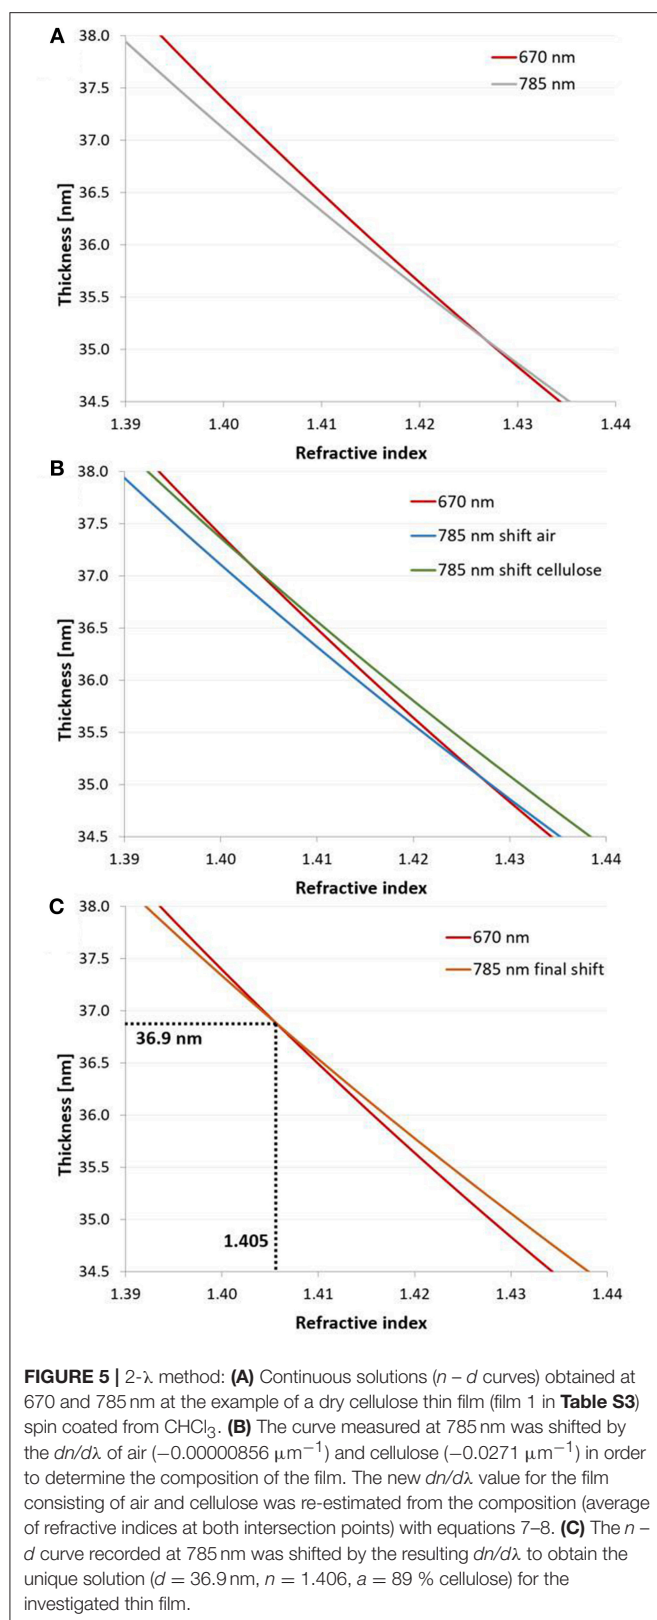 A
38.0
37.5
37.0
36.5
36.0
35.5
35.0
34.5
Thickness [nm]
670 nm
785 nm
1.39 1.40 1.41 1.42 1.43 1.44
Refractive index
B
38.0
37.5
37.0
36.5
36.0
35.5
35.0
34.5
Thickness [nm]
670 nm
785 nm shift air
785 nm shift cellulose
1.39 1.40 1.41 1.42 1.43 1.44
Refractive index
C
38.0
37.5
37.0
36.5
36.0
35.5
35.0
34.5
Thickness [nm]
670 nm
785 nm final shift
36.9 nm
1.405
1.39 1.40 1.41 1.42 1.43 1.44
Refractive index
FIGURE 5 | 2-λ method: (A) Continuous solutions (n – d curves) obtained at
670 and 785 nm at the example of a dry cellulose thin film (film 1 in Table S3)
spin coated from CHCl₃. (B) The curve measured at 785 nm was shifted by
the dn/dλ of air (−0.00000856 μm⁻¹) and cellulose (−0.0271 μm⁻¹) in order
to determine the composition of the film. The new dn/dλ value for the film
consisting of air and cellulose was re-estimated from the composition (average
of refractive indices at both intersection points) with equations 7–8. (C) The n –
d curve recorded at 785 nm was shifted by the resulting dn/dλ to obtain the
unique solution (d = 36.9 nm, n = 1.406, a = 89 % cellulose) for the
investigated thin film.